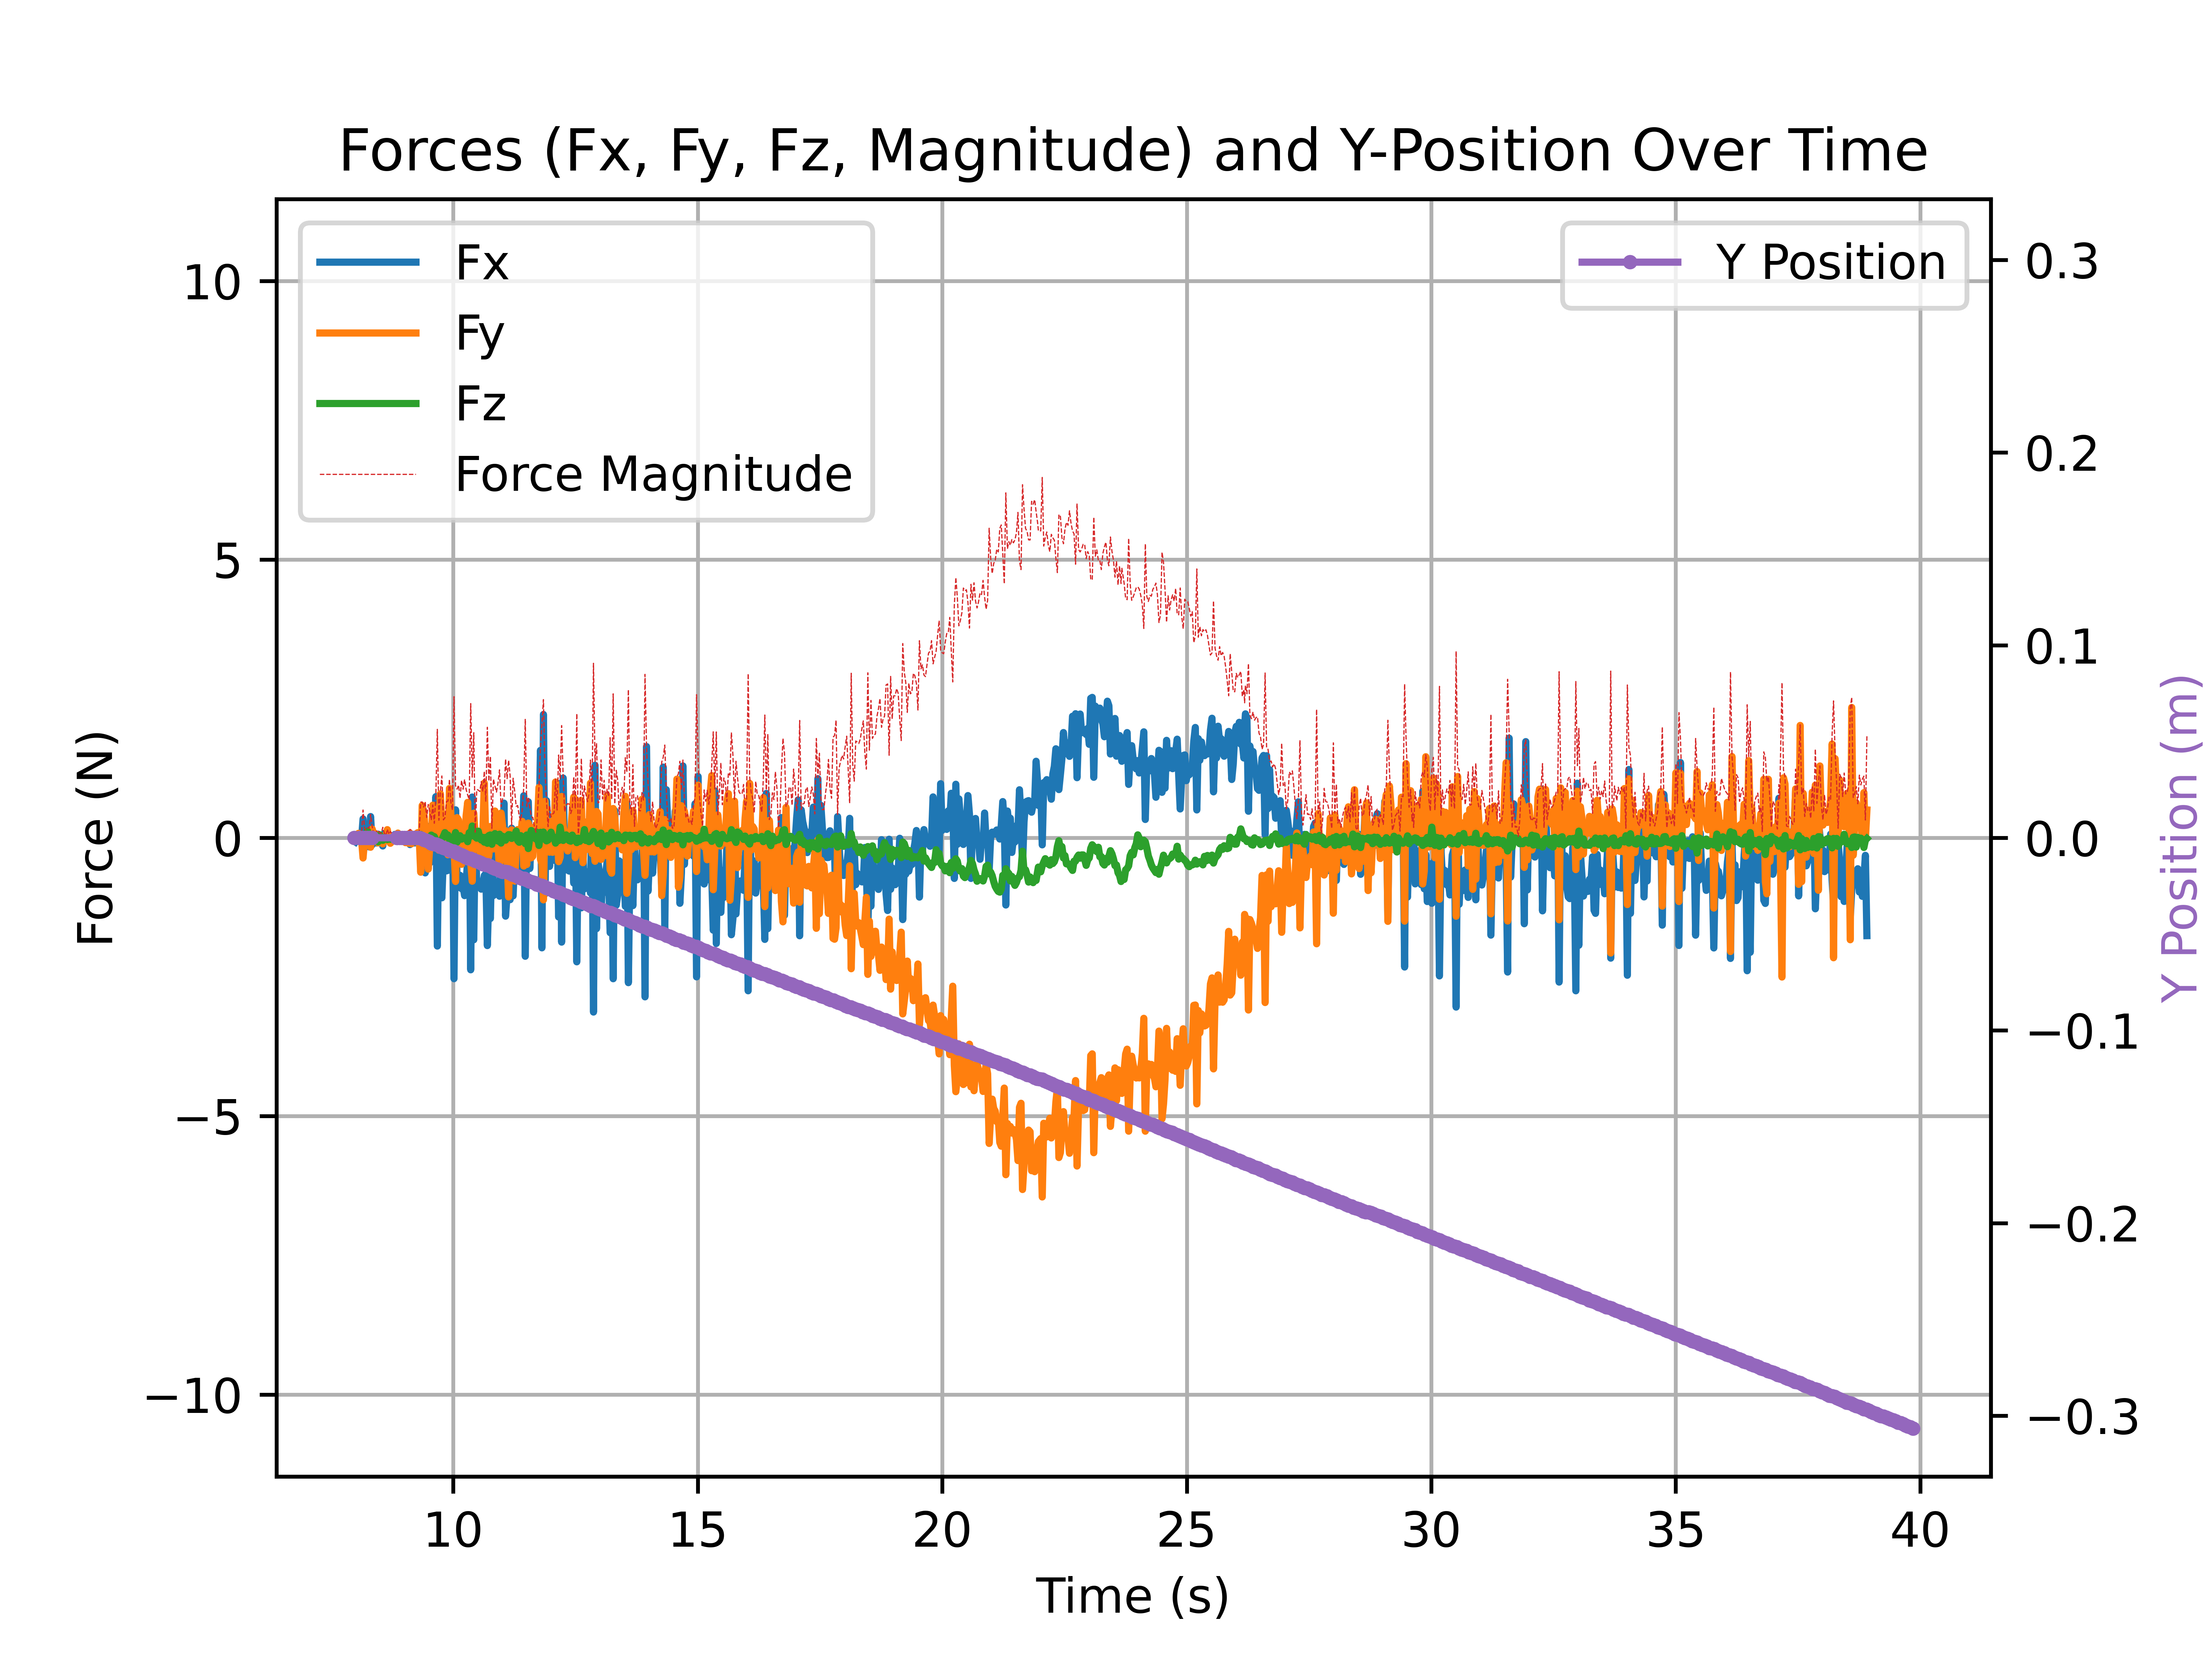 Forces (Fx, Fy, Fz, Magnitude) and Y-Position Over Time
Fx
Fy
Fz
Force Magnitude
Y Position
10
5
0
−5
−10
Force (N)
0.3
0.2
0.1
0.0
−0.1
−0.2
−0.3
Y Position (m)
10 15 20 25 30 35 40
Time (s)